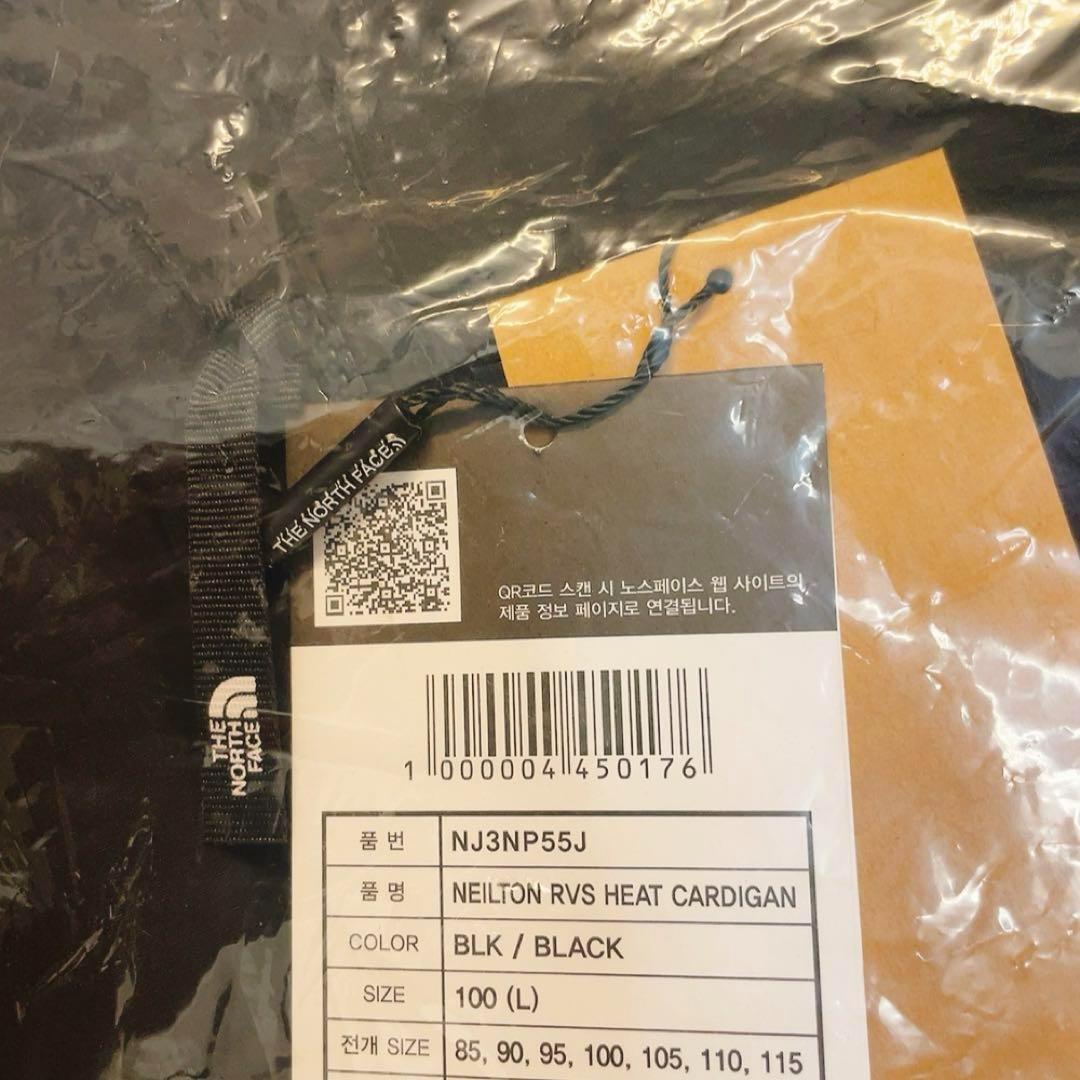 THE NORTH FACE
QR코드 스캔 시 노스페이스 웹 사이트의
제품 정보 페이지로 연결됩니다.
THE
NORTH
FACE
1 000004 450176
품 번 NJ3NP55J
품 명 NEILTON RVS HEAT CARDIGAN
COLOR BLK / BLACK
SIZE 100 (L)
전개 SIZE 85, 90, 95, 100, 105, 110, 115